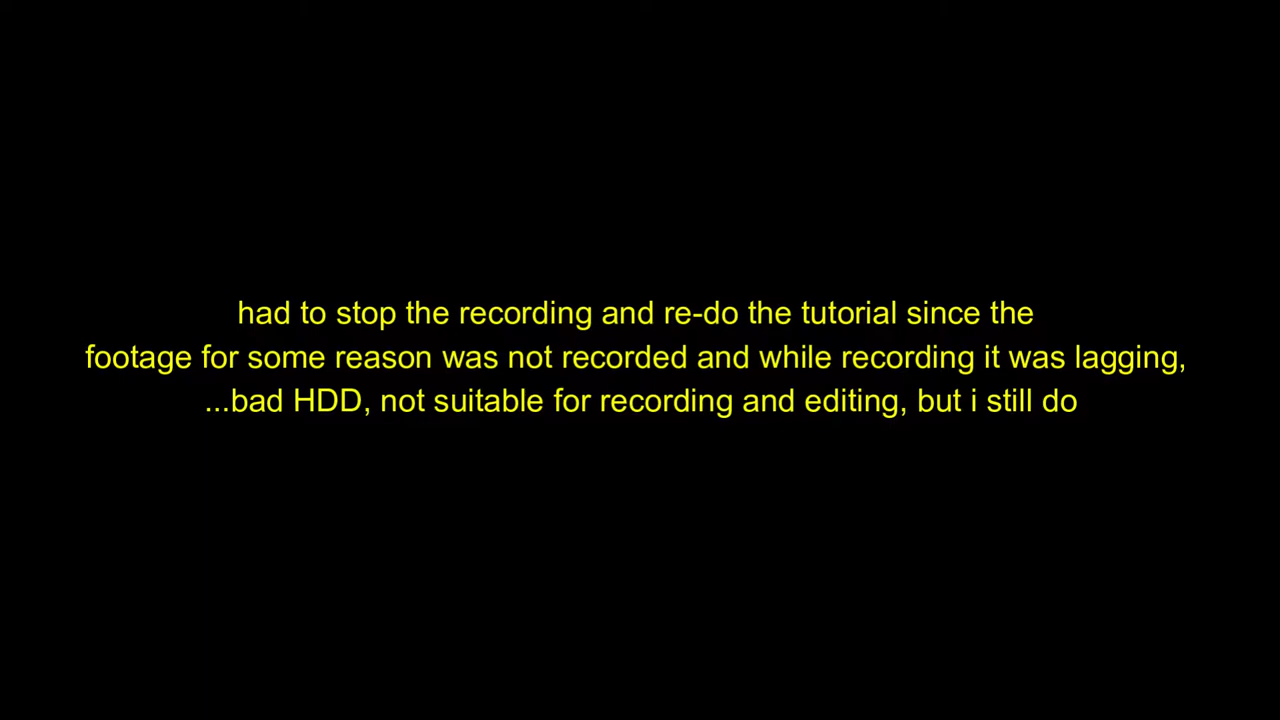 had to stop the recording and re-do the tutorial since the
footage for some reason was not recorded and while recording it was lagging,
...bad HDD, not suitable for recording and editing, but i still do